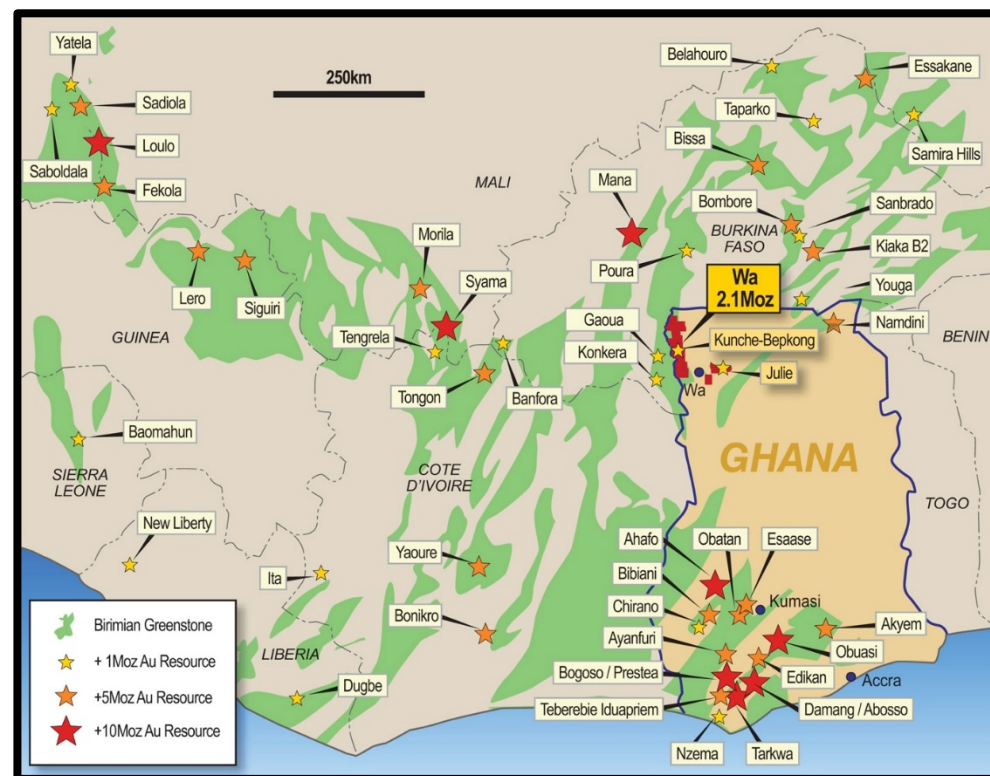 Yatela
250km
Belahouro
Essakane
Sadiola
Taparko
Loulo
Samira Hills
Saboldala
Bissa
Fekola
MALI
Mana
Bombore
Sanbrado
BURKINA
FASO
Morila
Kiaka B2
Poura
Syama
Wa
2.1Moz
Youga
Lero
Siguiri
GUINEA
Gaoua
Namdini
Tengrela
Kunche-Bepkong
BENIN
Konkera
Julie
Wa
Tongon
Banfora
Baomahun
GHANA
SIERRA
LEONE
COTE
D'IVOIRE
TOGO
New Liberty
Ahafo
Obatan
Esaase
Yaoure
Ita
Bibiani
Kumasi
Chirano
Bonikro
Akyem
Ayanfuri
Obuasi
LIBERIA
Bogoso / Prestea
Edikan
Accra
Dugbe
Teberebie Iduapriem
Damang / Abosso
Nzema
Tarkwa
Birimian Greenstone
+ 1Moz Au Resource
+5Moz Au Resource
+10Moz Au Resource